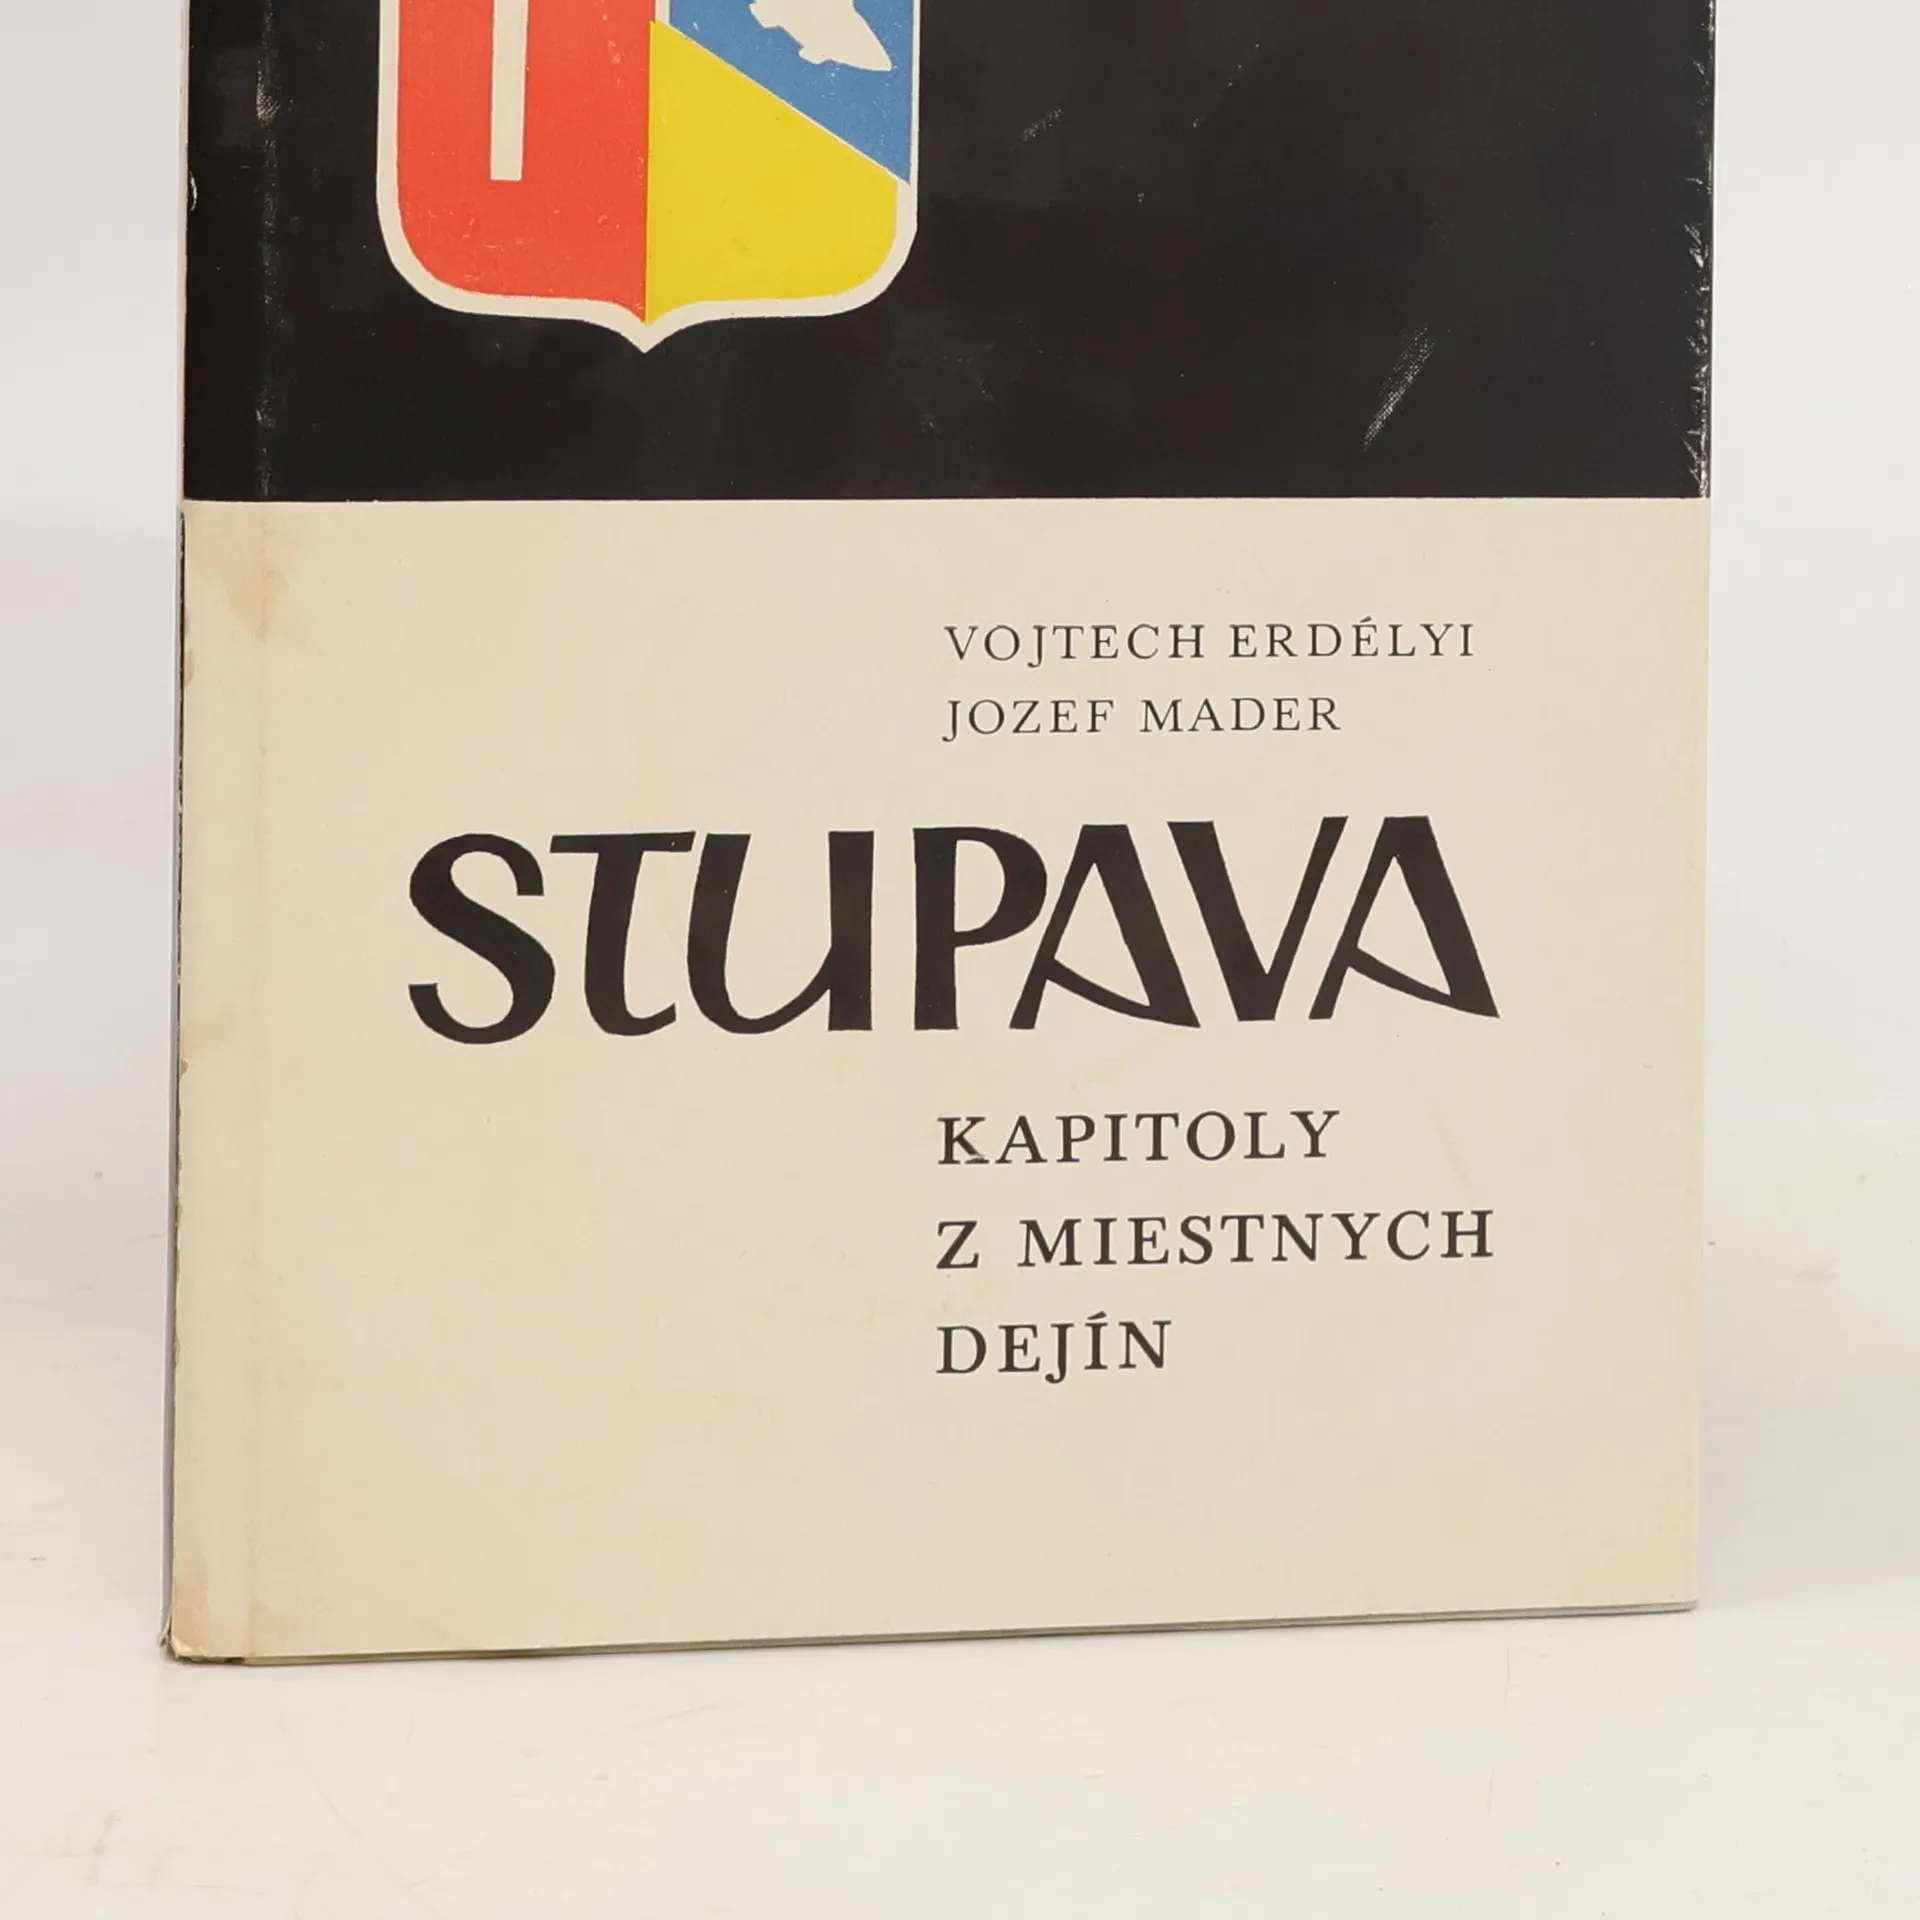 VOJTECH ERDÉLYI
JOZEF MADER
STUPAVA
KAPITOLY
Z MIESTNYCH
DEJÍN